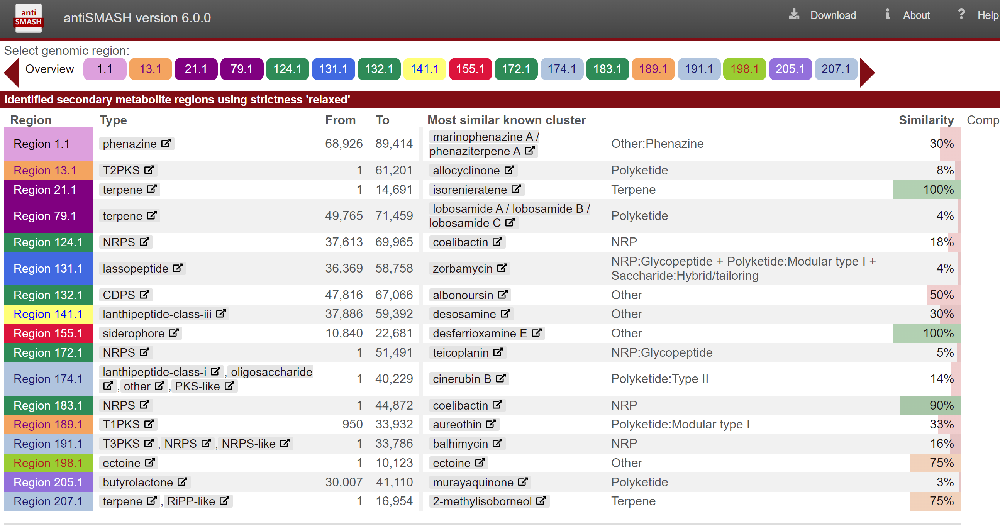 anti
SMASH
antiSMASH version 6.0.0
Download
About
? Help
Select genomic region:
Overview 1.1 13.1 21.1 79.1 124.1 131.1 132.1 141.1 155.1 172.1 174.1 183.1 189.1 191.1 198.1 205.1 207.1
Identified secondary metabolite regions using strictness 'relaxed'
Region Type From To Most similar known cluster Similarity Comp
Region 1.1 phenazine 68,926 89,414 marinophenazine A / Other:Phenazine 30%
phenaziterpene A
Region 13.1 T2PKS 1 61,201 allocyclinone Polyketide 8%
Region 21.1 terpene 1 14,691 isorenieratene Terpene 100%
Region 79.1 terpene 49,765 71,459 lobosamide A / lobosamide B / Polyketide 4%
lobosamide C
Region 124.1 NRPS 37,613 69,965 coelibactin NRP 18%
Region 131.1 lassopeptide 36,369 58,758 zorbamycin NRP:Glycopeptide + Polyketide:Modular type I + 4%
Saccharide:Hybrid/tailoring
Region 132.1 CDPS 47,816 67,066 albonoursin Other 50%
Region 141.1 lanthipeptide-class-iii 37,886 59,392 desosamine Other 30%
Region 155.1 siderophore 10,840 22,681 desferrioxamine E Other 100%
Region 172.1 NRPS 1 51,491 teicoplanin NRP:Glycopeptide 5%
Region 174.1 lanthipeptide-class-i , oligosaccharide 1 40,229 cinerubin B Polyketide:Type II 14%
, other , PKS-like
Region 183.1 NRPS 1 44,872 coelibactin NRP 90%
Region 189.1 T1PKS 950 33,932 aureothin Polyketide:Modular type I 33%
Region 191.1 T3PKS , NRPS , NRPS-like 1 33,786 balhimycin NRP 16%
Region 198.1 ectoine 1 10,123 ectoine Other 75%
Region 205.1 butyrolactone 30,007 41,110 murayaquinone Polyketide 3%
Region 207.1 terpene , RiPP-like 1 16,954 2-methylisoborneol Terpene 75%